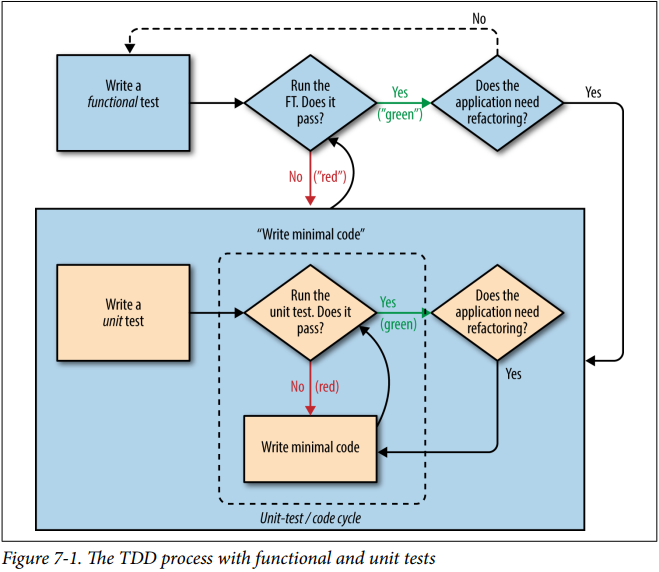 No
Write a
functional test
Run the
FT. Does it
pass?
Yes
("green")
Does the
application need
refactoring?
Yes
No ("red")
"Write minimal code"
Write a
unit test
Run the
unit test. Does it
pass?
Yes
(green)
Does the
application need
refactoring?
No (red)
Yes
Write minimal code
Unit-test / code cycle
Figure 7-1. The TDD process with functional and unit tests